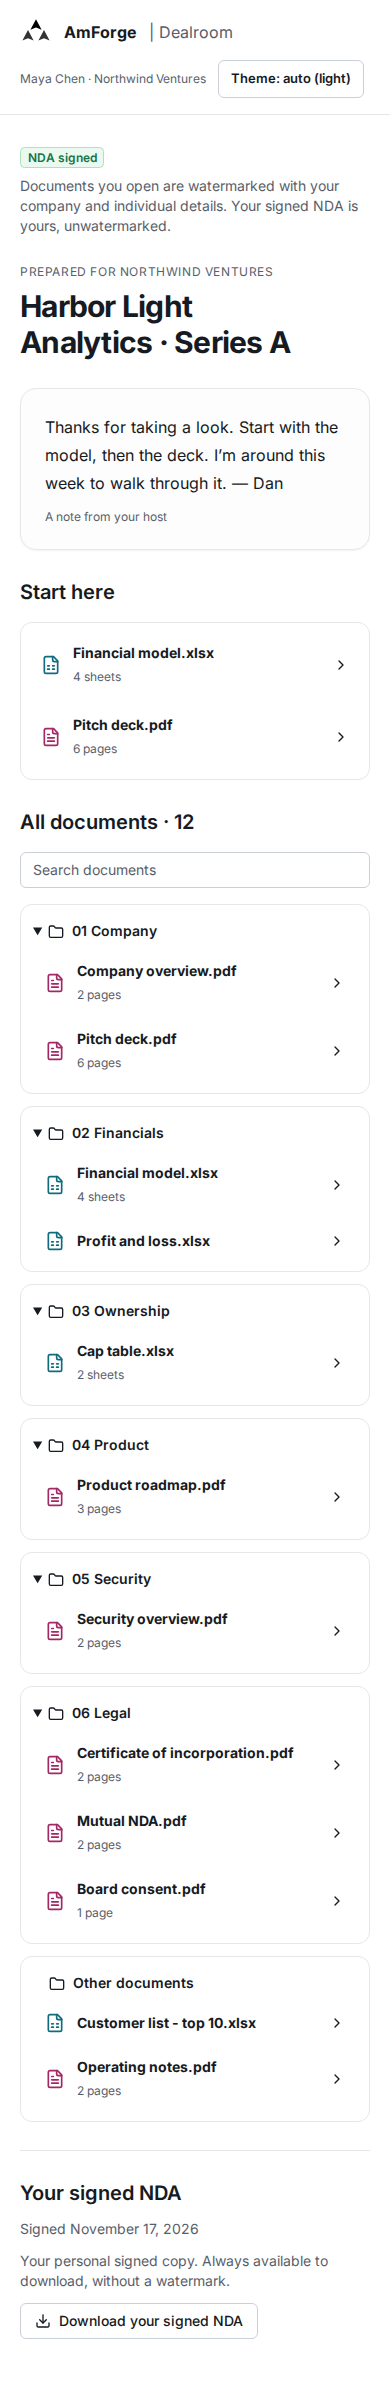 AmForge | Dealroom
Maya Chen · Northwind Ventures
Theme: auto (light)
NDA signed
Documents you open are watermarked with your
company and individual details. Your signed NDA is
yours, unwatermarked.
PREPARED FOR NORTHWIND VENTURES
Harbor Light
Analytics · Series A
Thanks for taking a look. Start with the
model, then the deck. I’m around this
week to walk through it. — Dan
A note from your host
Start here
Financial model.xlsx
4 sheets
Pitch deck.pdf
6 pages
All documents · 12
Search documents
01 Company
Company overview.pdf
2 pages
Pitch deck.pdf
6 pages
02 Financials
Financial model.xlsx
4 sheets
Profit and loss.xlsx
03 Ownership
Cap table.xlsx
2 sheets
04 Product
Product roadmap.pdf
3 pages
05 Security
Security overview.pdf
2 pages
06 Legal
Certificate of incorporation.pdf
2 pages
Mutual NDA.pdf
2 pages
Board consent.pdf
1 page
Other documents
Customer list - top 10.xlsx
Operating notes.pdf
2 pages
Your signed NDA
Signed November 17, 2026
Your personal signed copy. Always available to
download, without a watermark.
Download your signed NDA